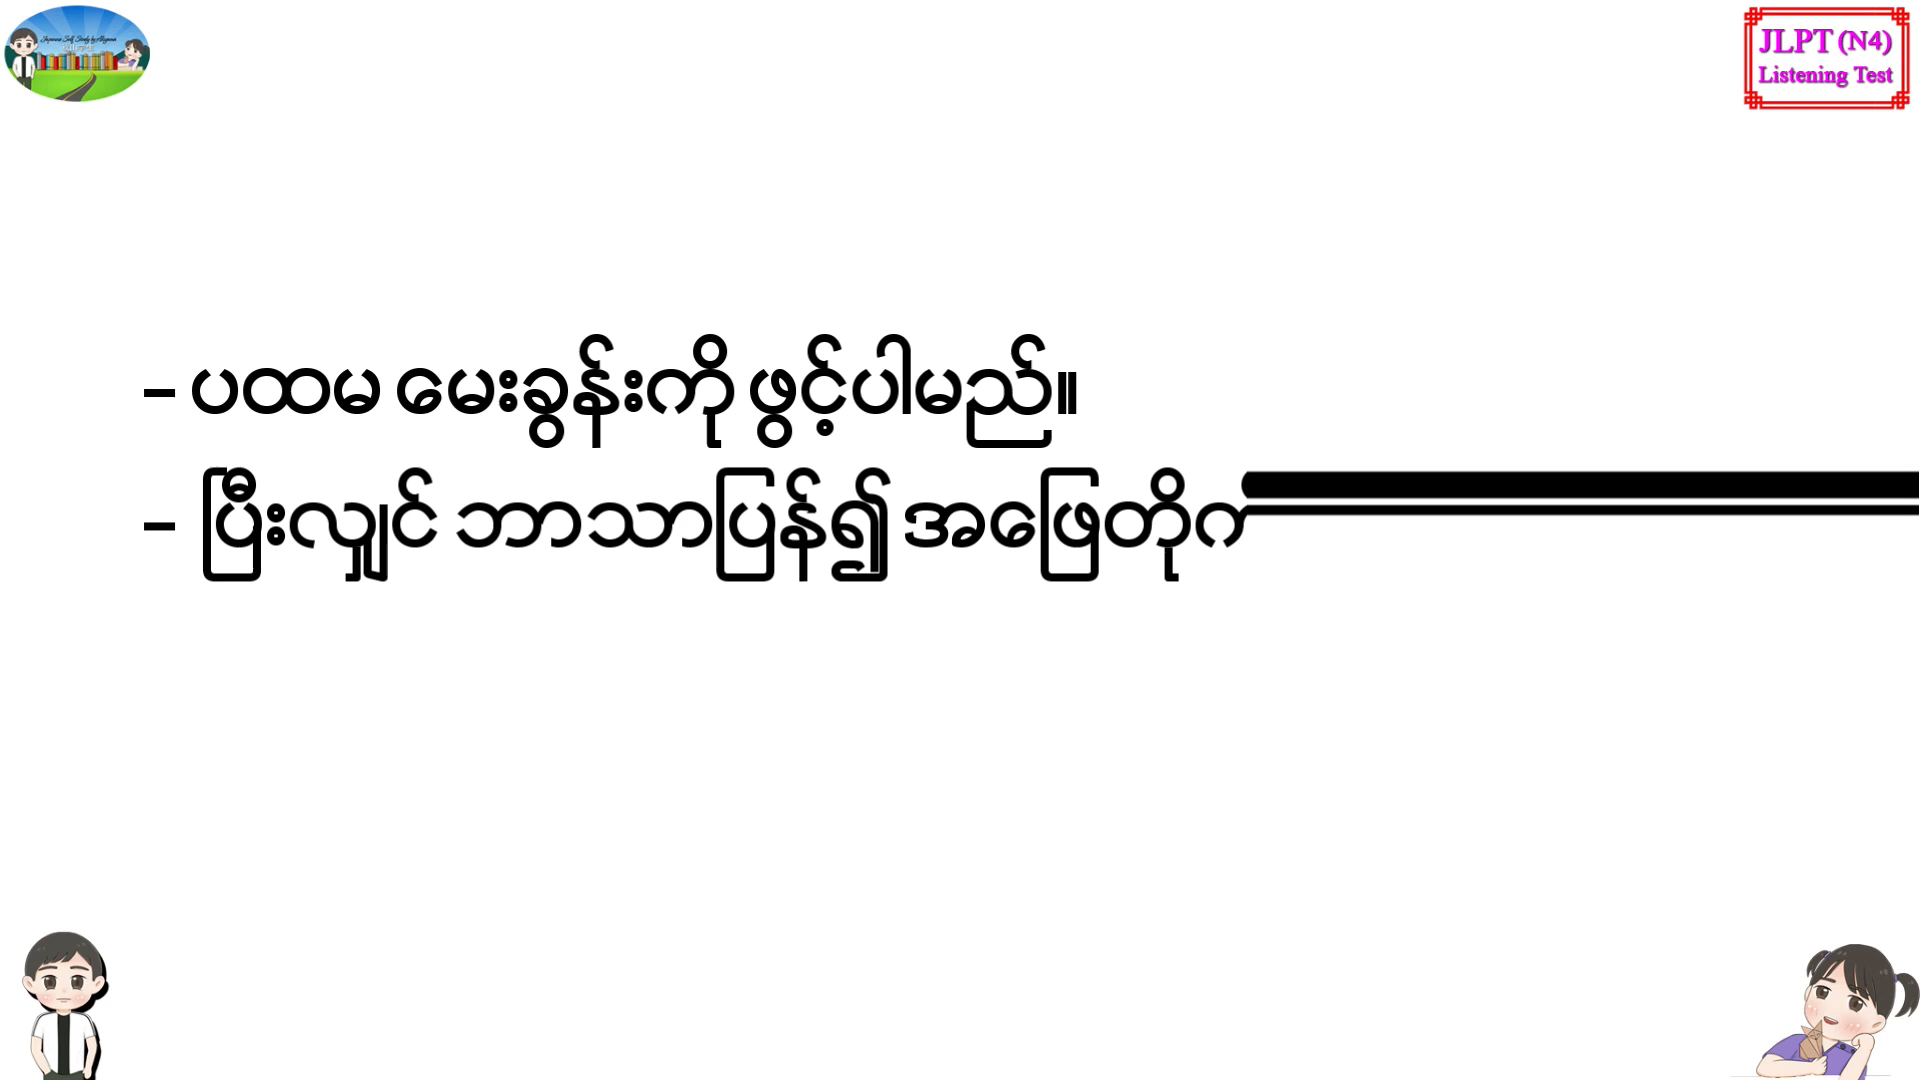 JLPT (N4)
Listening Test
- ပထမ မေးခွန်းကို ဖွင့်ပါမည်။
- ပြီးလျှင် ဘာသာပြန်၍ အဖြေတို